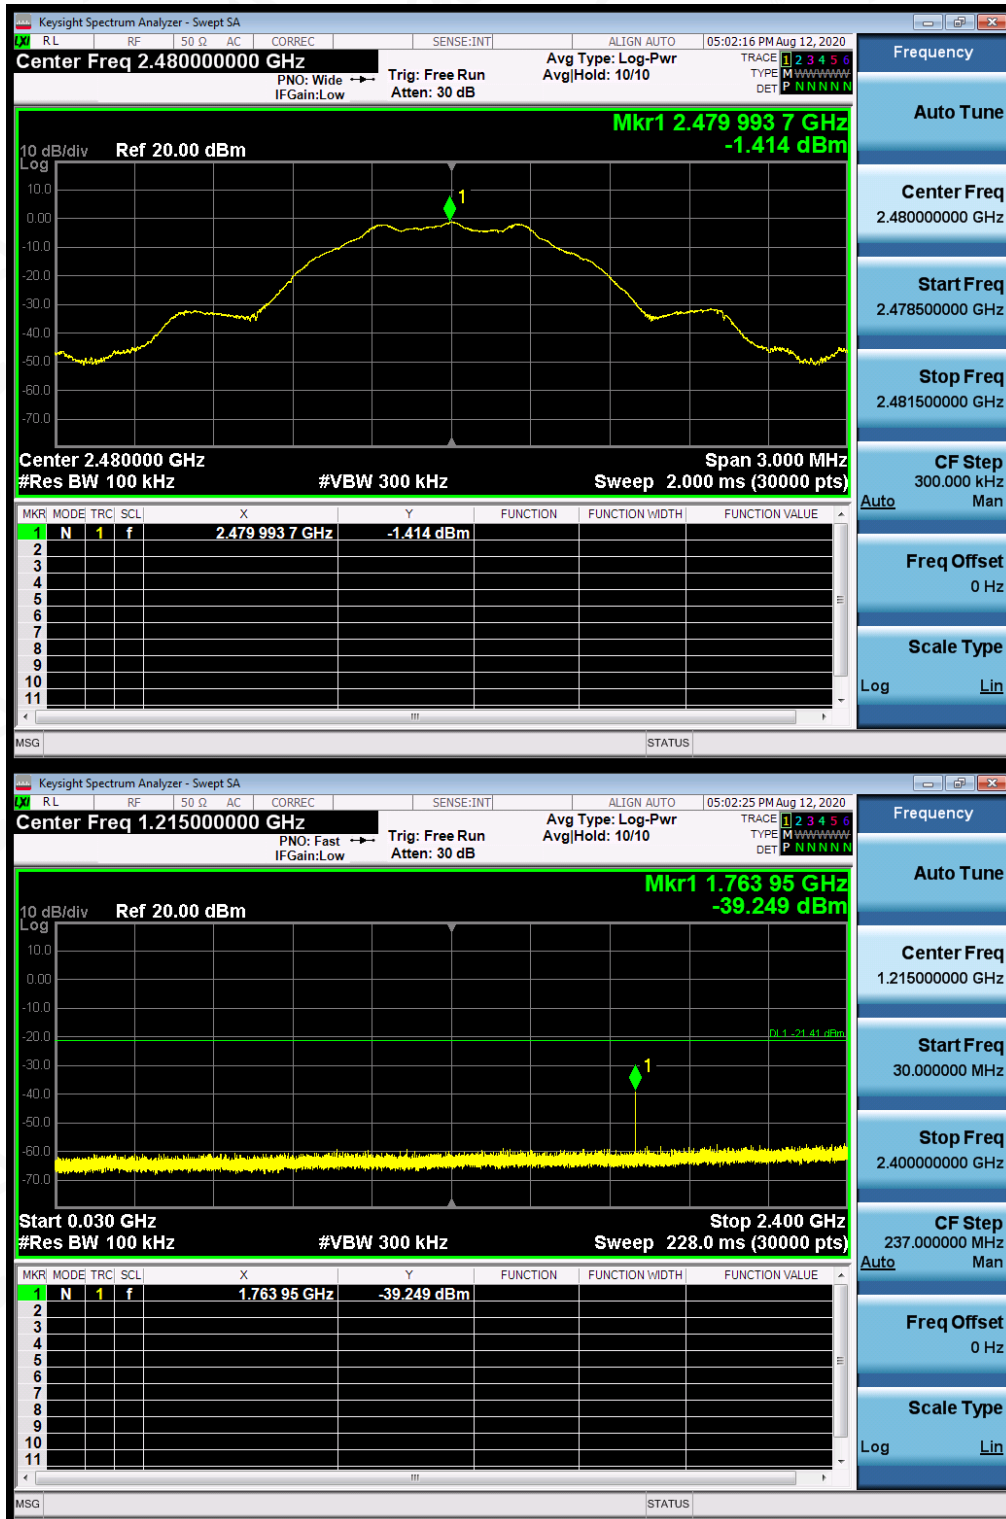 Keysight Spectrum Analyzer - Swept SA
LXI RL RF 50 Ω AC CORREC SENSE:INT ALIGN AUTO 05:02:16 PM Aug 12, 2020
Center Freq 2.480000000 GHz
PNO: Wide
IFGain:Low
Trig: Free Run
Atten: 30 dB
Avg Type: Log-Pwr
Avg|Hold: 10/10
TRACE 1 2 3 4 5 6
TYPE M WWWWW
DET P N N N N N
Mkr1 2.479 993 7 GHz
-1.414 dBm
10 dB/div Ref 20.00 dBm
Log
10.0
0.00
-10.0
-20.0
-30.0
-40.0
-50.0
-60.0
-70.0
1
Center 2.480000 GHz Span 3.000 MHz
#Res BW 100 kHz #VBW 300 kHz Sweep 2.000 ms (30000 pts)
MKR MODE TRC SCL X Y FUNCTION FUNCTION WIDTH FUNCTION VALUE
1 N 1 f 2.479 993 7 GHz -1.414 dBm
2
3
4
5
6
7
8
9
10
11
MSG STATUS
Frequency
Auto Tune
Center Freq
2.480000000 GHz
Start Freq
2.478500000 GHz
Stop Freq
2.481500000 GHz
CF Step
300.000 kHz
Auto Man
Freq Offset
0 Hz
Scale Type
Log Lin
Keysight Spectrum Analyzer - Swept SA
LXI RL RF 50 Ω AC CORREC SENSE:INT ALIGN AUTO 05:02:25 PM Aug 12, 2020
Center Freq 1.215000000 GHz
PNO: Fast
IFGain:Low
Trig: Free Run
Atten: 30 dB
Avg Type: Log-Pwr
Avg|Hold: 10/10
TRACE 1 2 3 4 5 6
TYPE M WWWWW
DET P N N N N N
Mkr1 1.763 95 GHz
-39.249 dBm
10 dB/div Ref 20.00 dBm
Log
10.0
0.00
-10.0
-20.0
-30.0
-40.0
-50.0
-60.0
-70.0
DL1 -21.41 dBm
1
Start 0.030 GHz Stop 2.400 GHz
#Res BW 100 kHz #VBW 300 kHz Sweep 228.0 ms (30000 pts)
MKR MODE TRC SCL X Y FUNCTION FUNCTION WIDTH FUNCTION VALUE
1 N 1 f 1.763 95 GHz -39.249 dBm
2
3
4
5
6
7
8
9
10
11
MSG STATUS
Frequency
Auto Tune
Center Freq
1.215000000 GHz
Start Freq
30.000000 MHz
Stop Freq
2.400000000 GHz
CF Step
237.000000 MHz
Auto Man
Freq Offset
0 Hz
Scale Type
Log Lin